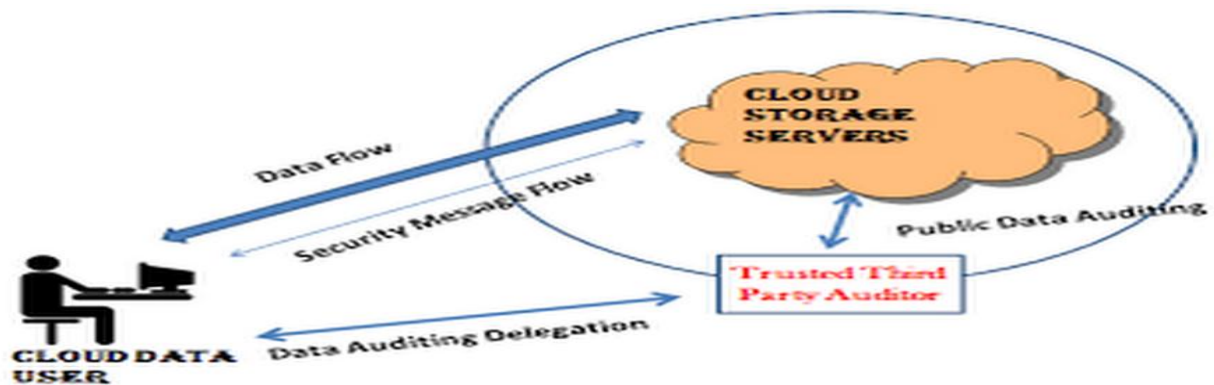 CLOUD
STORAGE
SERVERS
Data Flow
Security Message Flow
Public Data Auditing
Trusted Third
Party Auditor
Data Auditing Delegation
CLOUD DATA
USER